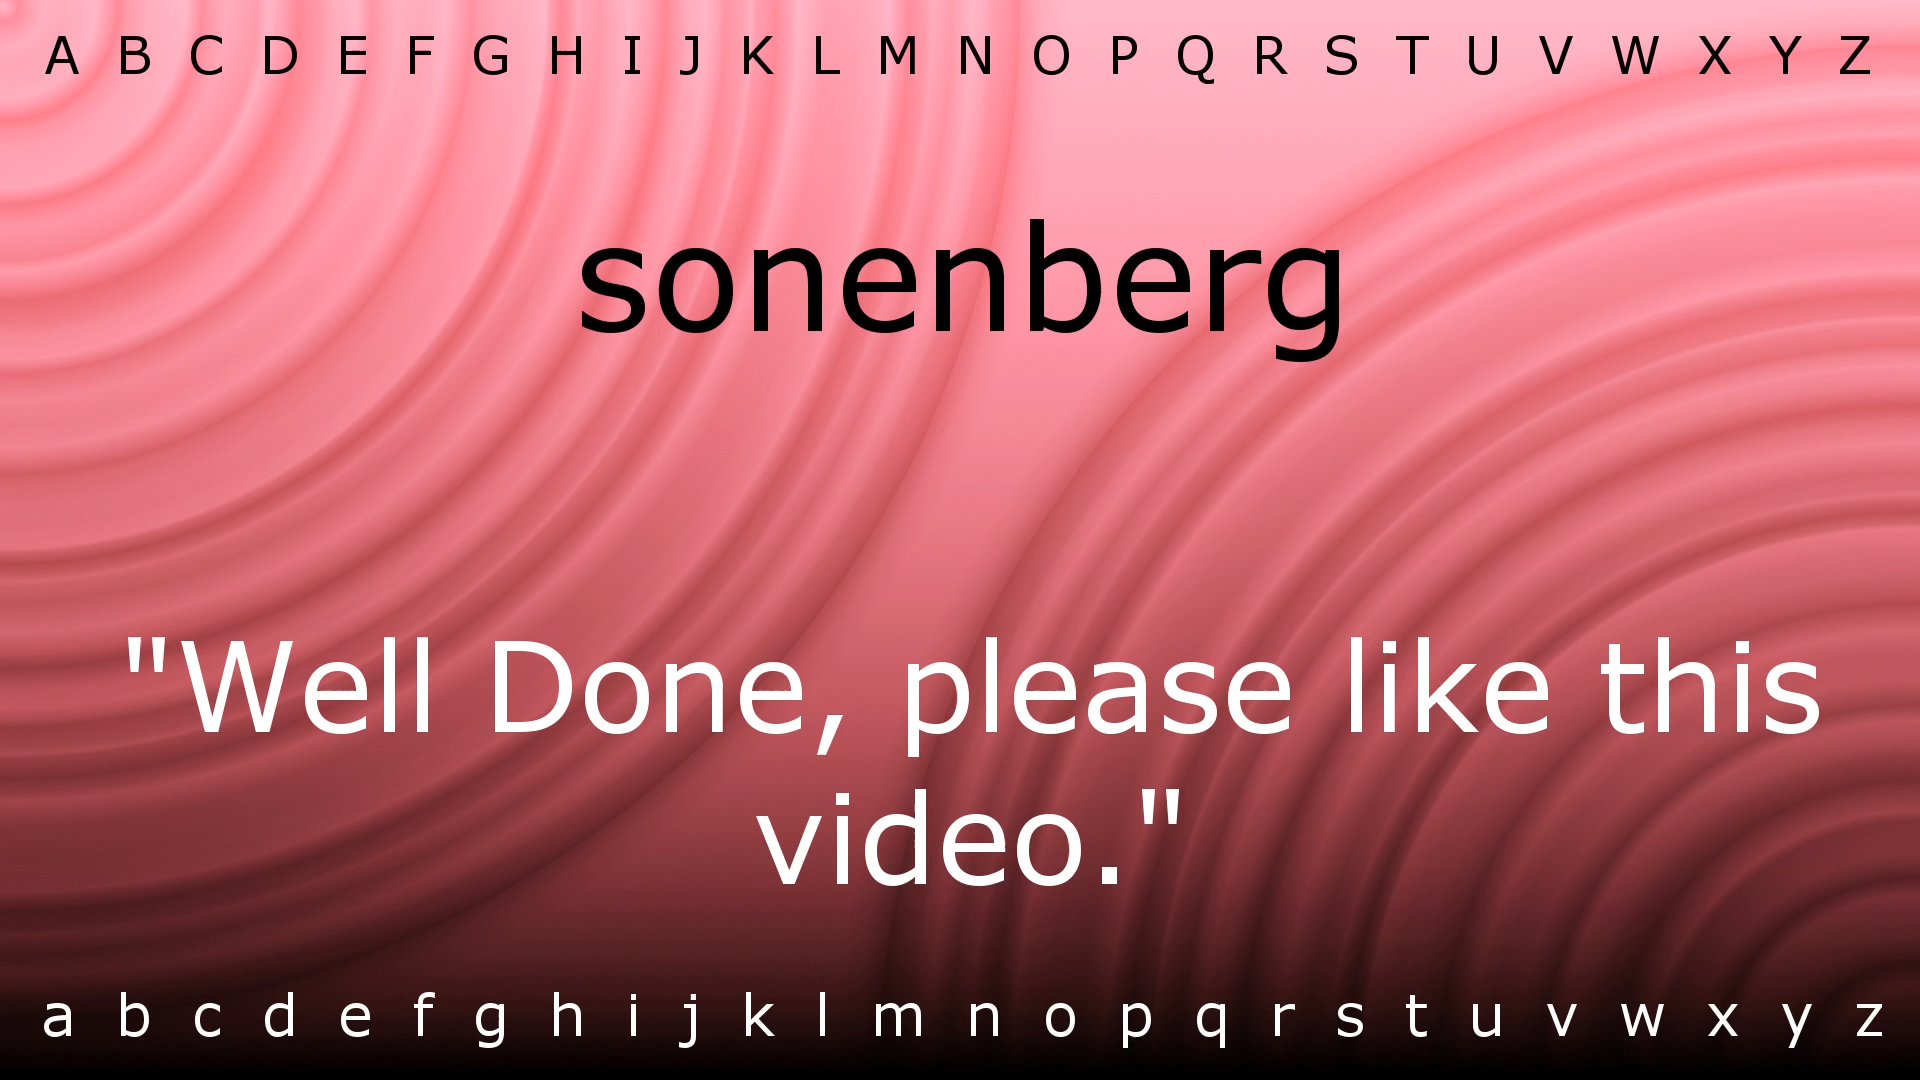 A B C D E F G H I J K L M N O P Q R S T U V W X Y Z
sonenberg
"Well Done, please like this
video."
a b c d e f g h i j k l m n o p q r s t u v w x y z